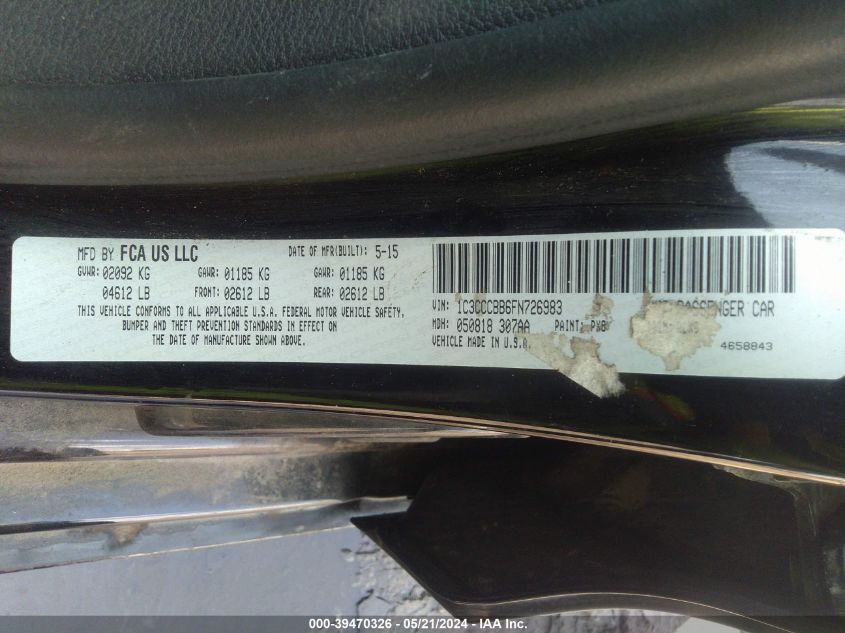 MFD BY FCA US LLC DATE OF MFR(BUILT): 5-15
GVWR: 02092 KG GAWR: 01185 KG GAWR: 01185 KG
04612 LB FRONT: 02612 LB REAR: 02612 LB
THIS VEHICLE CONFORMS TO ALL APPLICABLE U.S.A. FEDERAL MOTOR VEHICLE SAFETY,
BUMPER AND THEFT PREVENTION STANDARDS IN EFFECT ON
THE DATE OF MANUFACTURE SHOWN ABOVE.
VIN: 1C3CCCBB6FN726983 PASSENGER CAR
MDH: 050818 307AA PAINT: PX8
VEHICLE MADE IN U.S.A. 4658843
000-39470326 - 05/21/2024 - IAAI.com